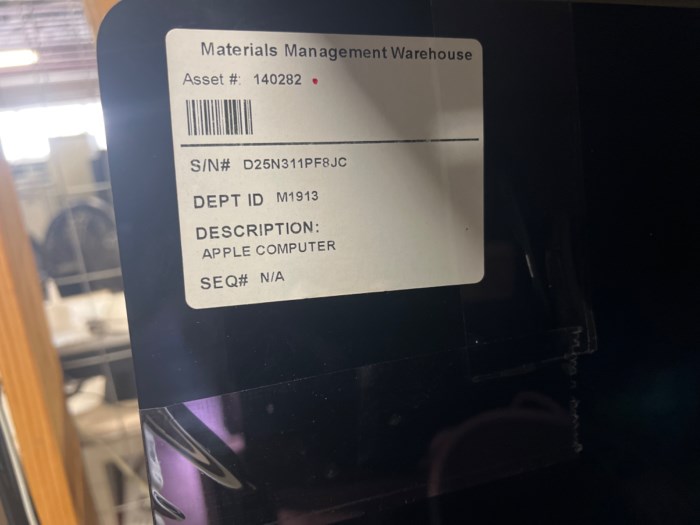 Materials Management Warehouse
Asset #: 140282
S/N# D25N311PF8JC
DEPT ID M1913
DESCRIPTION:
APPLE COMPUTER
SEQ# N/A